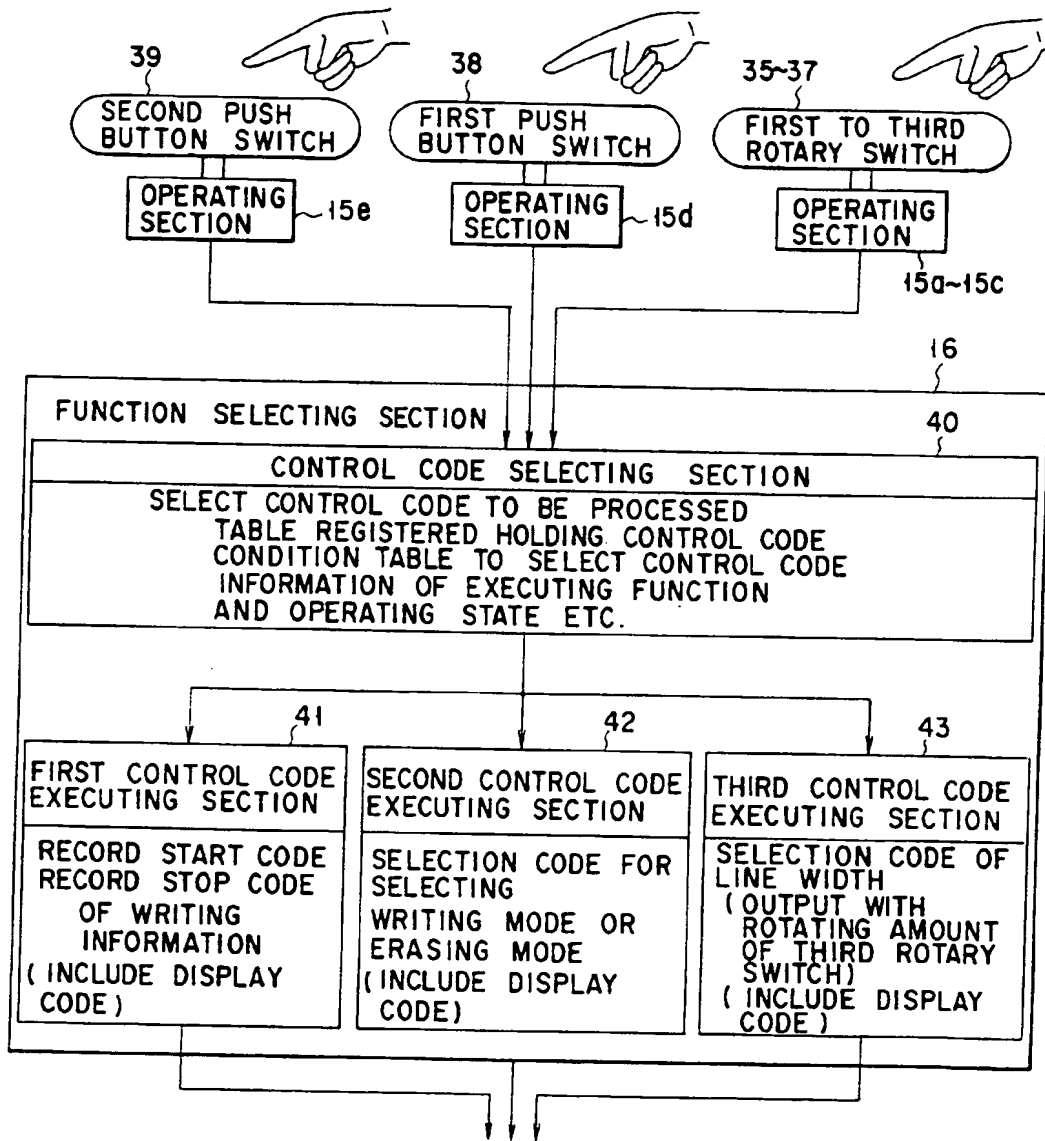 39
SECOND PUSH
BUTTON SWITCH
OPERATING
SECTION
15e
38
FIRST PUSH
BUTTON SWITCH
OPERATING
SECTION
15d
35~37
FIRST TO THIRD
ROTARY SWITCH
OPERATING
SECTION
15a~15c
16
FUNCTION SELECTING SECTION
40
CONTROL CODE SELECTING SECTION
SELECT CONTROL CODE TO BE PROCESSED
TABLE REGISTERED HOLDING CONTROL CODE
CONDITION TABLE TO SELECT CONTROL CODE
INFORMATION OF EXECUTING FUNCTION
AND OPERATING STATE ETC.
41
FIRST CONTROL CODE
EXECUTING SECTION
RECORD START CODE
RECORD STOP CODE
OF WRITING
INFORMATION
(INCLUDE DISPLAY
CODE)
42
SECOND CONTROL CODE
EXECUTING SECTION
SELECTION CODE FOR
SELECTING
WRITING MODE OR
ERASING MODE
(INCLUDE DISPLAY
CODE)
43
THIRD CONTROL CODE
EXECUTING SECTION
SELECTION CODE OF
LINE WIDTH
(OUTPUT WITH
ROTATING AMOUNT
OF THIRD ROTARY
SWITCH)
(INCLUDE DISPLAY
CODE)